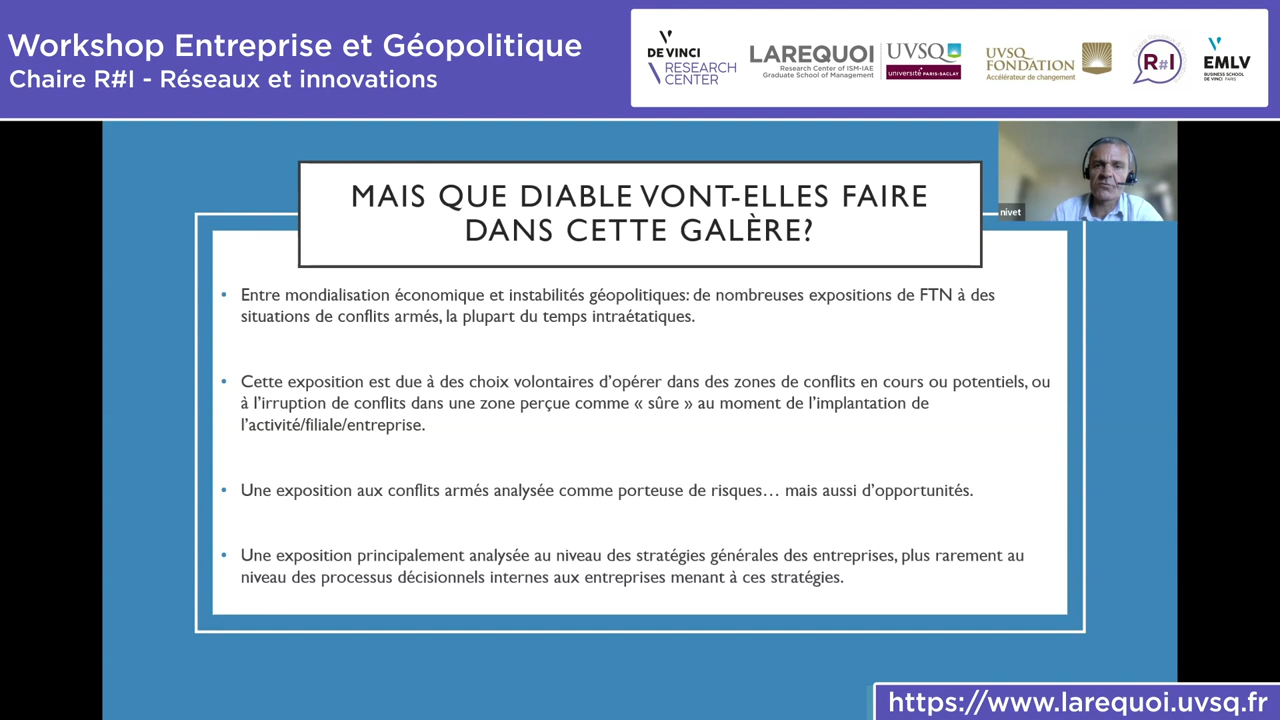 Workshop Entreprise et Géopolitique
Chaire R#I - Réseaux et innovations
DE VINCI
RESEARCH
CENTER
LAREQUOI
Research Center of ISM-IAE
Graduate School of Management
UVSQ
université PARIS-SACLAY
UVSQ
FONDATION
Accélérateur de changement
R#I
EMLV
BUSINESS SCHOOL
DE VINCI PARIS
MAIS QUE DIABLE VONT-ELLES FAIRE
DANS CETTE GALÈRE?
nivet
• Entre mondialisation économique et instabilités géopolitiques: de nombreuses expositions de FTN à des
situations de conflits armés, la plupart du temps intraétatiques.
• Cette exposition est due à des choix volontaires d’opérer dans des zones de conflits en cours ou potentiels, ou
à l’irruption de conflits dans une zone perçue comme « sûre » au moment de l’implantation de
l’activité/filiale/entreprise.
• Une exposition aux conflits armés analysée comme porteuse de risques… mais aussi d’opportunités.
• Une exposition principalement analysée au niveau des stratégies générales des entreprises, plus rarement au
niveau des processus décisionnels internes aux entreprises menant à ces stratégies.
https://www.larequoi.uvsq.fr